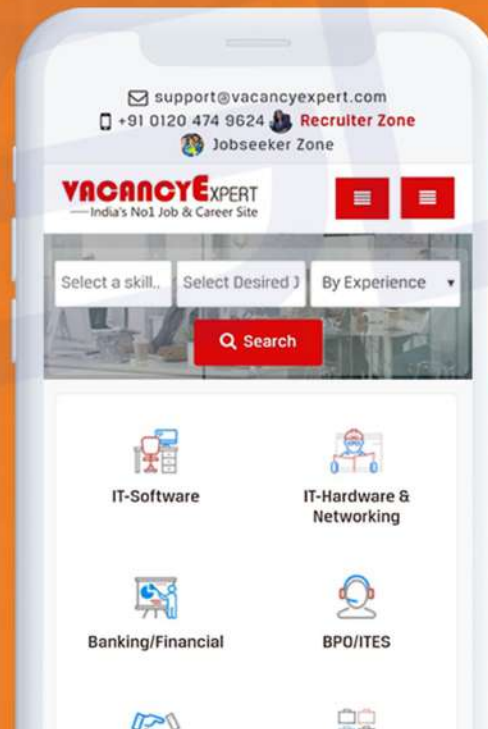 support@vacancyexpert.com
+91 0120 474 9624 Recruiter Zone
Jobseeker Zone
VACANCYEXPERT
India's No1 Job & Career Site
Select a skill.. Select Desired J By Experience
Search
IT-Software IT-Hardware &
Networking
Banking/Financial BPO/ITES